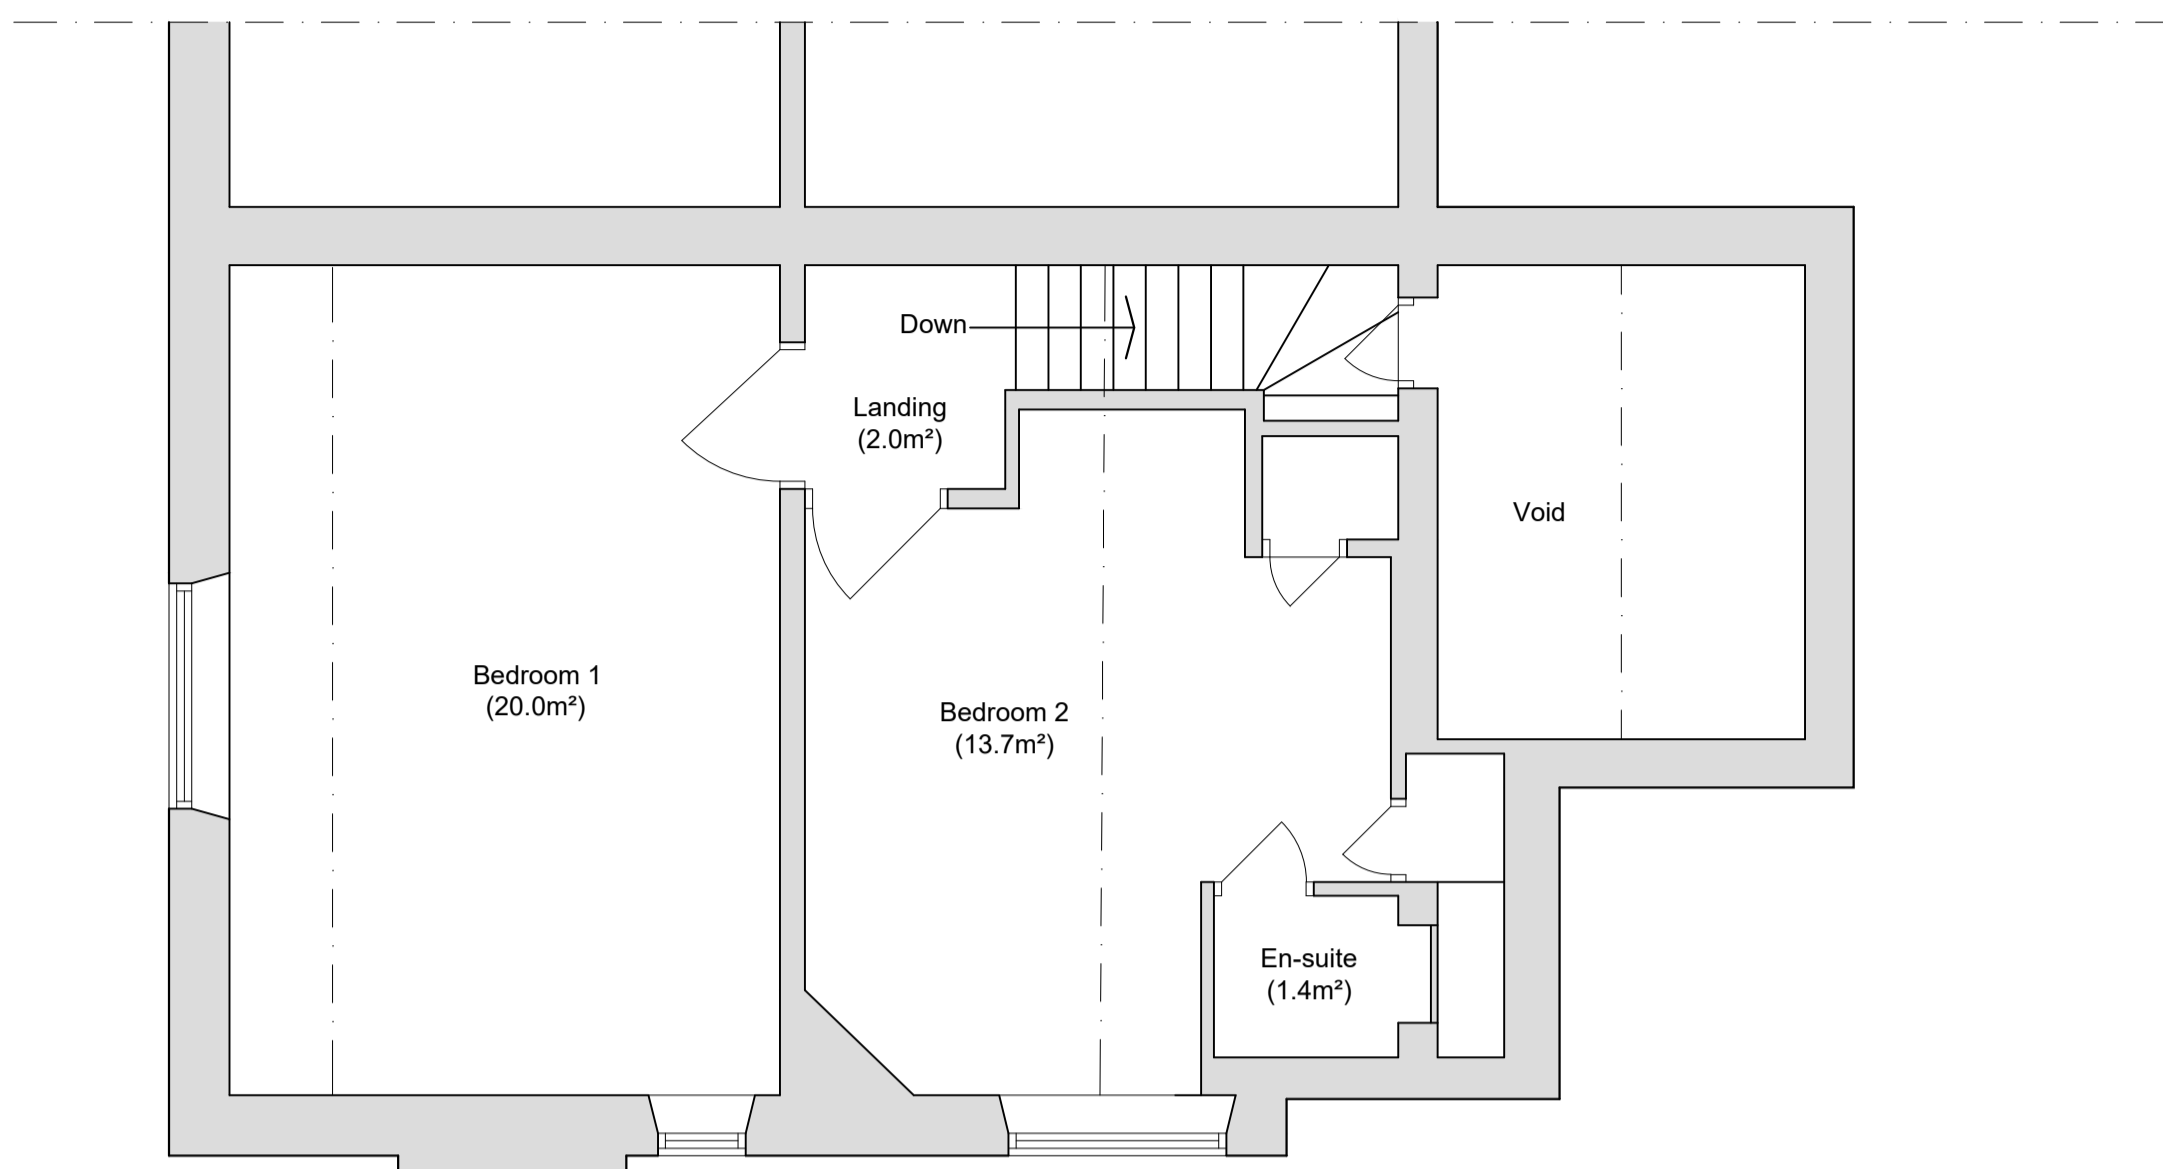 Down
Landing
(2.0m²)
Void
Bedroom 1
(20.0m²)
Bedroom 2
(13.7m²)
En-suite
(1.4m²)